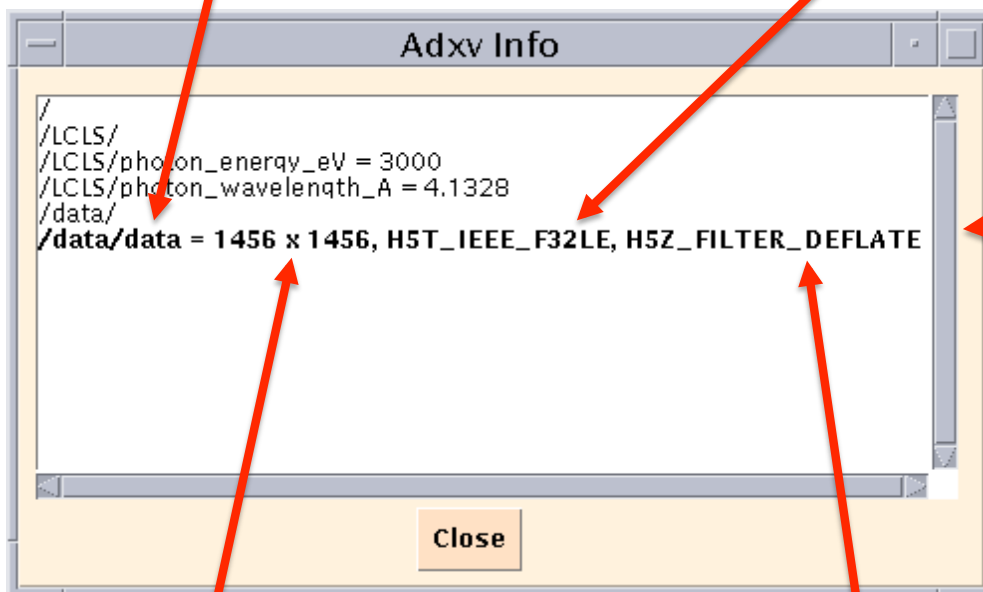 Adxv Info
/
/LCLS/
/LCLS/photon_energy_eV = 3000
/LCLS/photon_wavelength_A = 4.1328
/data/
/data/data = 1456 x 1456, H5T_IEEE_F32LE, H5Z_FILTER_DEFLATE
Close